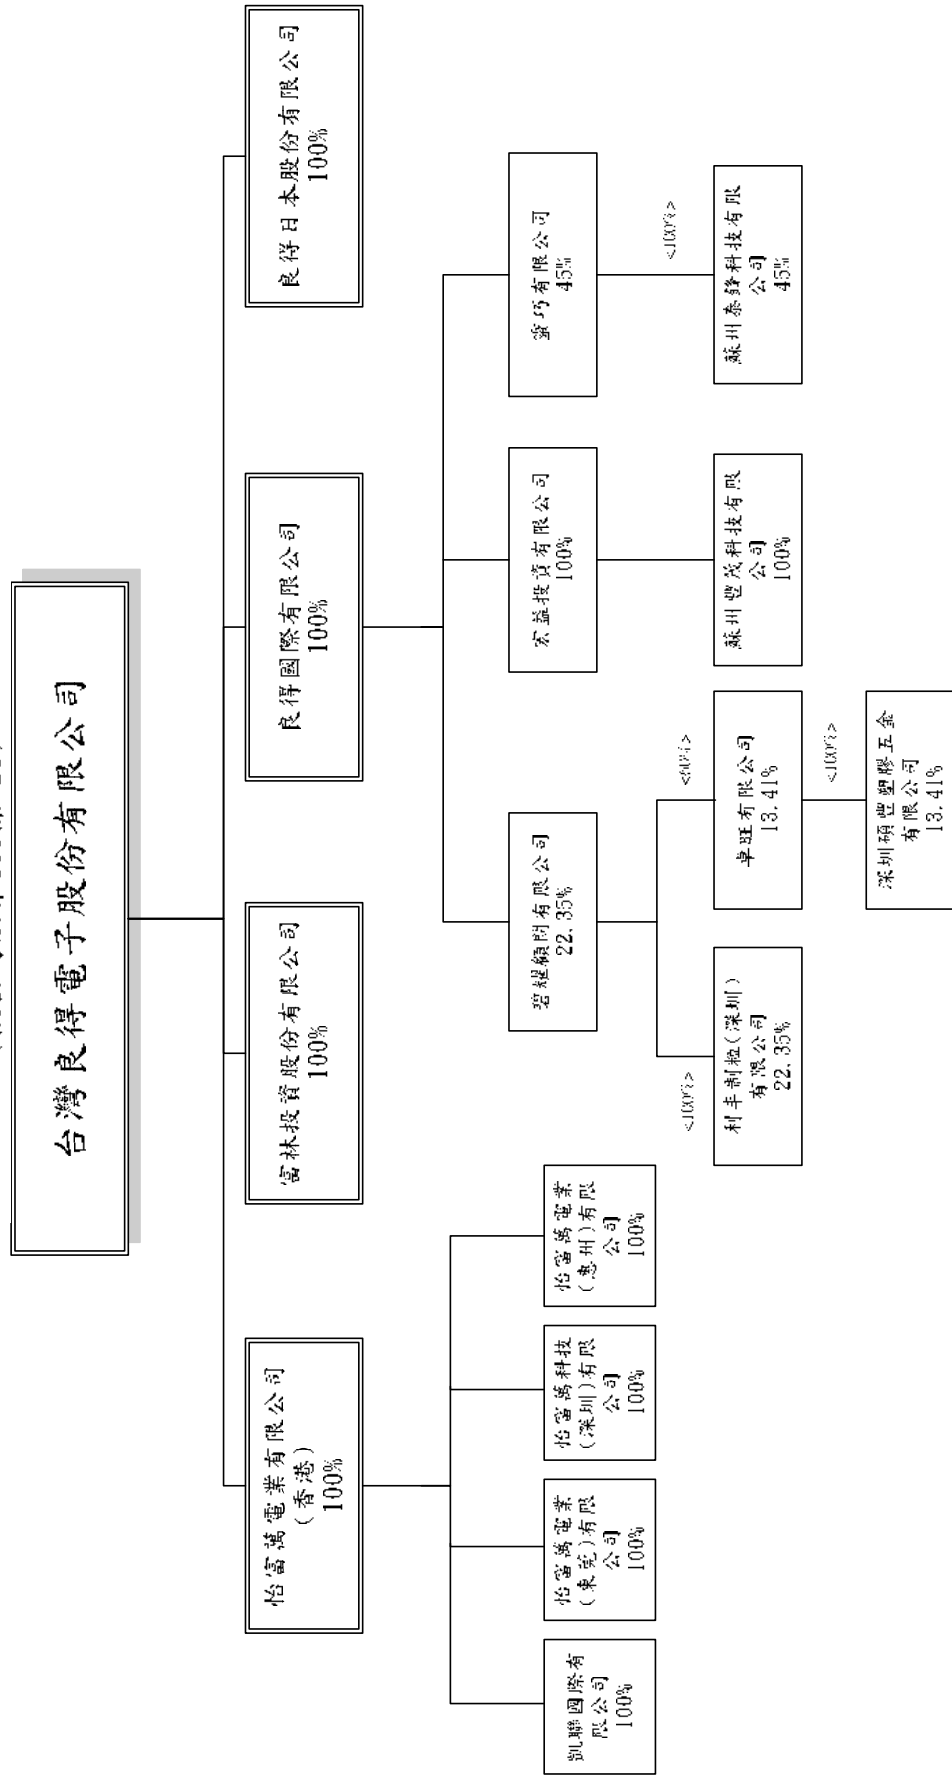 台灣良得電子股份有限公司
怡富萬電業有限公司
(香港)
100%
富林投資股份有限公司
100%
良得國際有限公司
100%
良得日本股份有限公司
100%
凱聯國際有
限公司
100%
怡富萬電業
(東莞)有限
公司
100%
怡富萬科技
(深圳)有限
公司
100%
怡富萬電業
(惠州)有限
公司
100%
碧耀顧問有限公司
22.35%
宏益投資有限公司
100%
有限公司
45%
<100%>
<60%>
<100%>
利丰制粒(深圳)
有限公司
22.35%
卓旺有限公司
13.41%
蘇州豐茂科技有限
公司
100%
蘇州泰鋒科技有限
公司
45%
<100%>
深圳碩豐塑膠五金
有限公司
13.41%